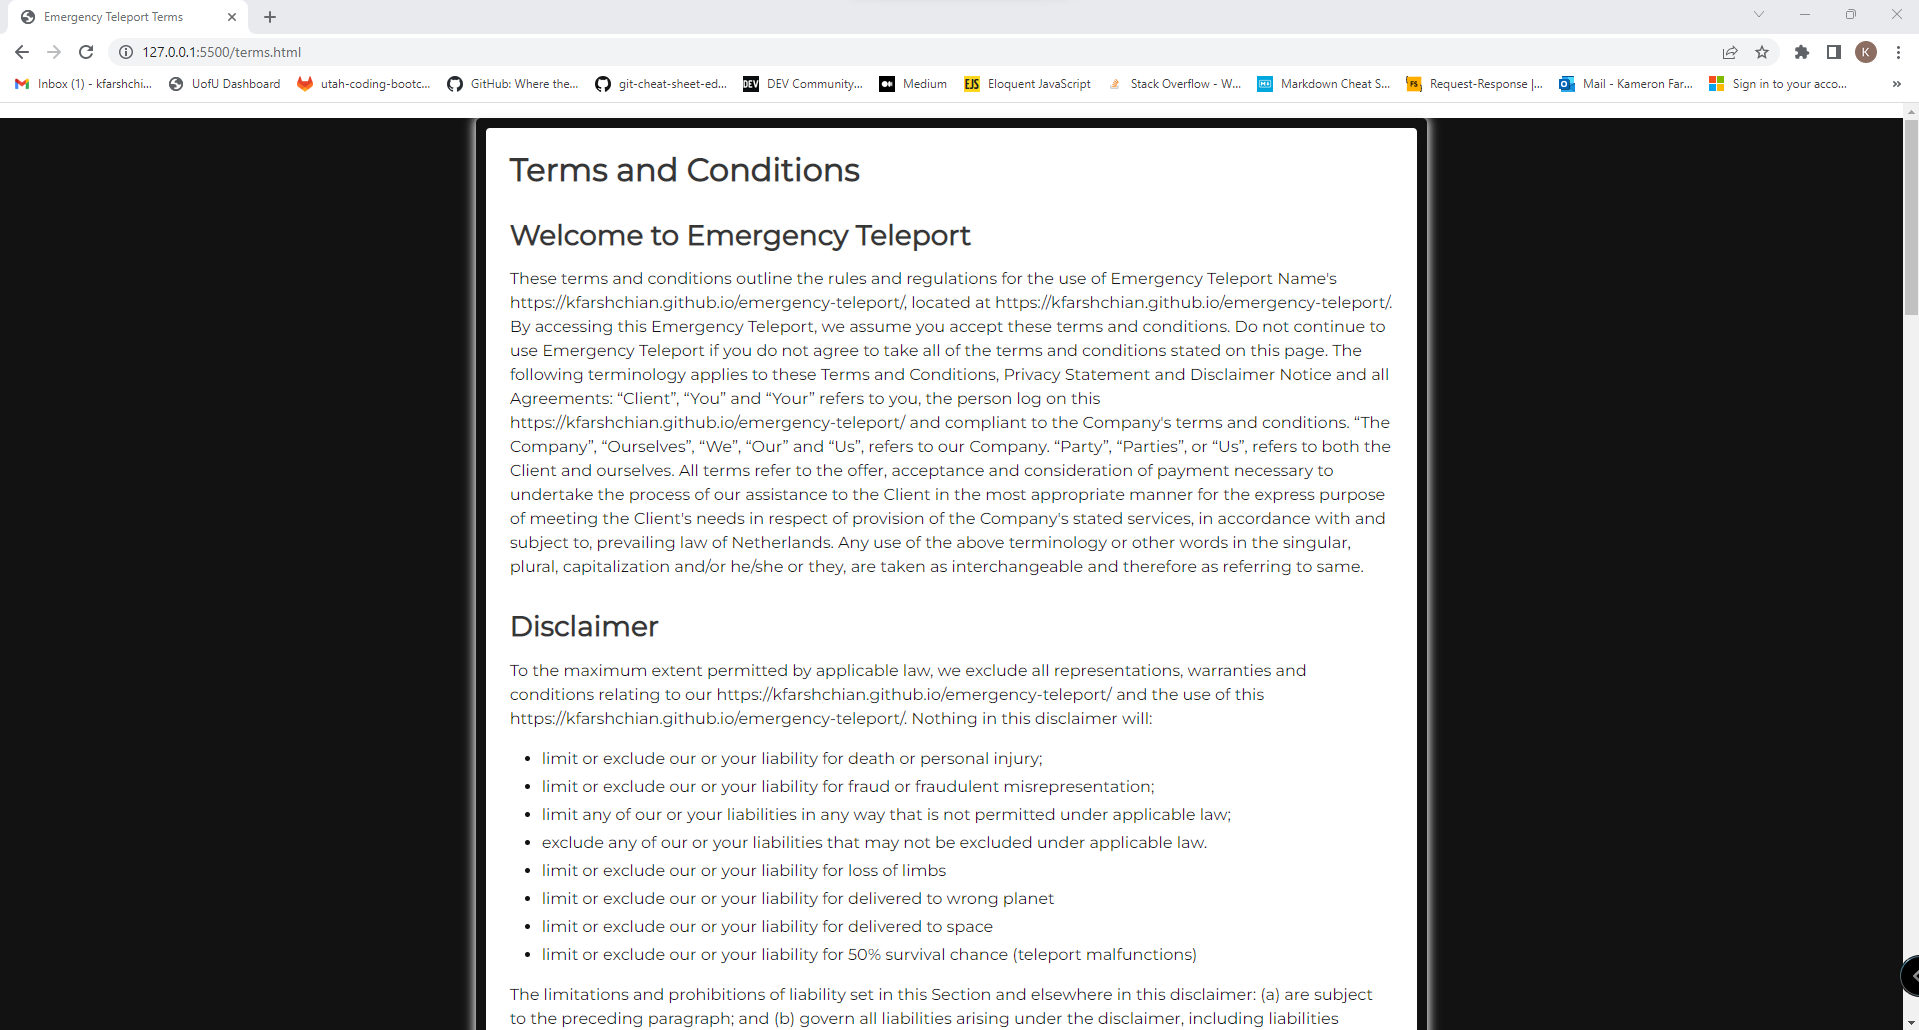 Emergency Teleport Terms
127.0.0.1:5500/terms.html
K
Inbox (1) - kfarshchi...
UofU Dashboard
utah-coding-bootc...
GitHub: Where the...
git-cheat-sheet-ed...
DEV DEV Community...
Medium
EJS Eloquent JavaScript
Stack Overflow - W...
Markdown Cheat S...
FS Request-Response |...
Mail - Kameron Far...
Sign in to your acco...
Terms and Conditions
Welcome to Emergency Teleport
These terms and conditions outline the rules and regulations for the use of Emergency Teleport Name's
https://kfarshchian.github.io/emergency-teleport/, located at https://kfarshchian.github.io/emergency-teleport/.
By accessing this Emergency Teleport, we assume you accept these terms and conditions. Do not continue to
use Emergency Teleport if you do not agree to take all of the terms and conditions stated on this page. The
following terminology applies to these Terms and Conditions, Privacy Statement and Disclaimer Notice and all
Agreements: “Client”, “You” and “Your” refers to you, the person log on this
https://kfarshchian.github.io/emergency-teleport/ and compliant to the Company's terms and conditions. “The
Company”, “Ourselves”, “We”, “Our” and “Us”, refers to our Company. “Party”, “Parties”, or “Us”, refers to both the
Client and ourselves. All terms refer to the offer, acceptance and consideration of payment necessary to
undertake the process of our assistance to the Client in the most appropriate manner for the express purpose
of meeting the Client's needs in respect of provision of the Company's stated services, in accordance with and
subject to, prevailing law of Netherlands. Any use of the above terminology or other words in the singular,
plural, capitalization and/or he/she or they, are taken as interchangeable and therefore as referring to same.
Disclaimer
To the maximum extent permitted by applicable law, we exclude all representations, warranties and
conditions relating to our https://kfarshchian.github.io/emergency-teleport/ and the use of this
https://kfarshchian.github.io/emergency-teleport/. Nothing in this disclaimer will:
• limit or exclude our or your liability for death or personal injury;
• limit or exclude our or your liability for fraud or fraudulent misrepresentation;
• limit any of our or your liabilities in any way that is not permitted under applicable law;
• exclude any of our or your liabilities that may not be excluded under applicable law.
• limit or exclude our or your liability for loss of limbs
• limit or exclude our or your liability for delivered to wrong planet
• limit or exclude our or your liability for delivered to space
• limit or exclude our or your liability for 50% survival chance (teleport malfunctions)
The limitations and prohibitions of liability set in this Section and elsewhere in this disclaimer: (a) are subject
to the preceding paragraph; and (b) govern all liabilities arising under the disclaimer, including liabilities